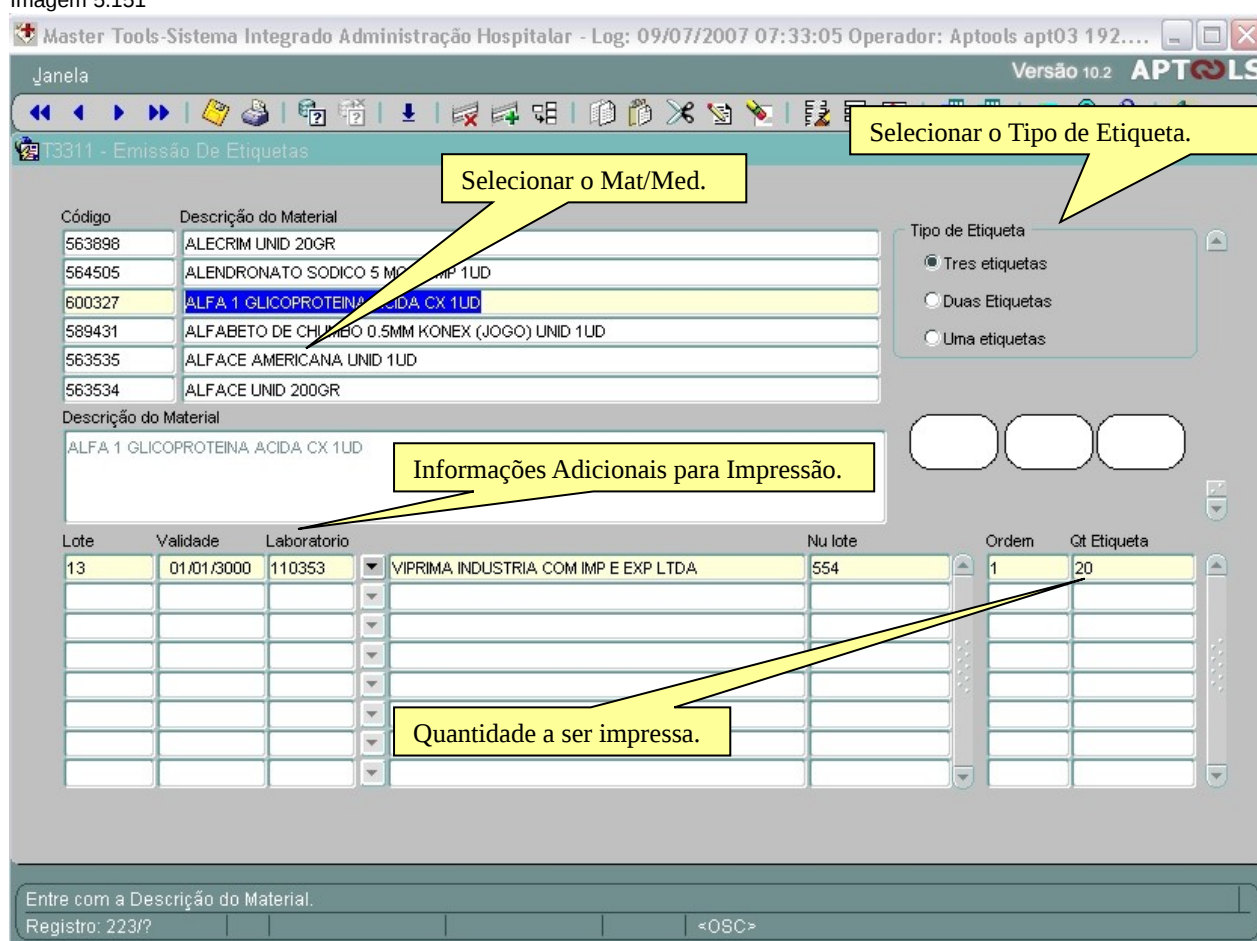 Imagem 5.151
Master Tools-Sistema Integrado Administração Hospitalar - Log: 09/07/2007 07:33:05 Operador: Aptools apt03 192....
Janela
Versão 10.2 APTOOLS
T3311 - Emissão De Etiquetas
Selecionar o Tipo de Etiqueta.
Selecionar o Mat/Med.
Código Descrição do Material
563898 ALECRIM UNID 20GR
564505 ALENDRONATO SODICO 5 MG 1UD
600327 ALFA 1 GLICOPROTEINA ACIDA CX 1UD
589431 ALFABETO DE CHUMBO 0.5MM KONEX (JOGO) UNID 1UD
563535 ALFACE AMERICANA UNID 1UD
563534 ALFACE UNID 200GR
Tipo de Etiqueta
Tres etiquetas
Duas Etiquetas
Uma etiquetas
Descrição do Material
ALFA 1 GLICOPROTEINA ACIDA CX 1UD
Informações Adicionais para Impressão.
Lote Validade Laboratorio Nu lote Ordem Qt Etiqueta
13 01/01/3000 110353 VIPRIMA INDUSTRIA COM IMP E EXP LTDA 554 1 20
Quantidade a ser impressa.
Entre com a Descrição do Material.
Registro: 223/? <OSC>